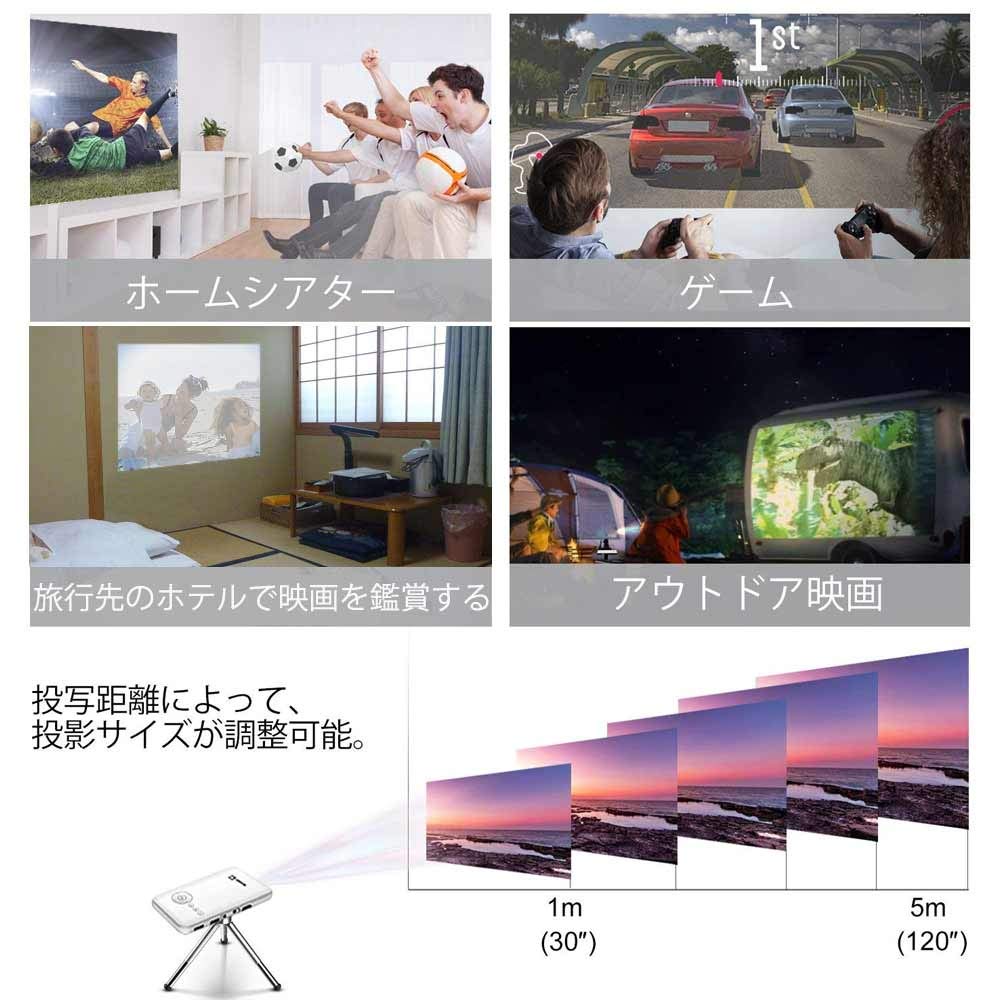 1st
ホームシアター
ゲーム
旅行先のホテルで映画を鑑賞する
アウトドア映画
投写距離によって、
投影サイズが調整可能。
1m
(30″)
5m
(120″)